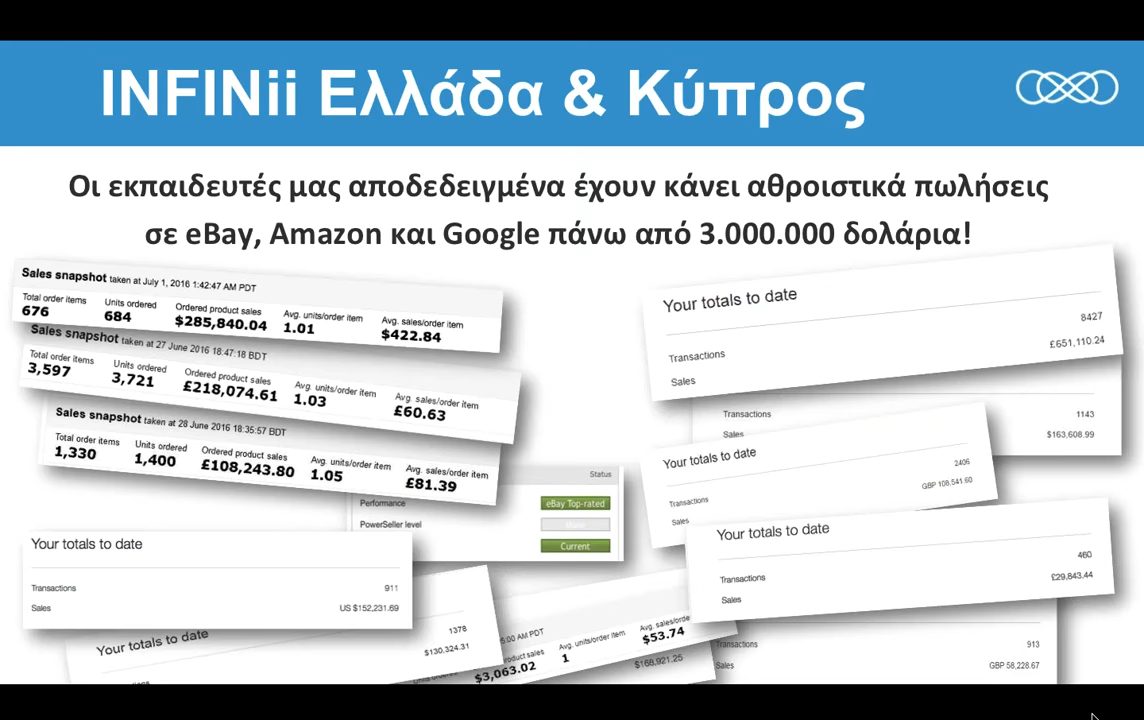 INFINii Ελλάδα & Κύπρος
Οι εκπαιδευτές μας αποδεδειγμένα έχουν κάνει αθροιστικά πωλήσεις
σε eBay, Amazon και Google πάνω από 3.000.000 δολάρια!
Sales snapshot taken at July 1, 2016 1:42:47 AM PDT
Total order items Units ordered Ordered product sales Avg. units/order item Avg. sales/order item
676 684 $285,840.04 1.01 $422.84
Sales snapshot taken at 27 June 2016 18:47:18 BDT
Total order items Units ordered Ordered product sales Avg. units/order item Avg. sales/order item
3,597 3,721 £218,074.61 1.03 £60.63
Sales snapshot taken at 28 June 2016 18:35:57 BDT
Total order items Units ordered Ordered product sales Avg. units/order item Avg. sales/order item
1,330 1,400 £108,243.80 1.05 £81.39
Status
Performance eBay Top-rated
PowerSeller level
Current
Your totals to date
Transactions 911
Sales US $152,231.69
Your totals to date
1378
$130,324.31
5:00 AM PDT
product sales Avg. units/order item Avg. sales/orde
$3,063.02 1 $53.74
$168,921.25
Your totals to date
Transactions 8427
Sales £651,110.24
Transactions 1143
Sales $163,608.99
Your totals to date
Transactions 2406
Sales GBP 108,541.60
Your totals to date
Transactions 460
Sales £29,843.44
Transactions 913
Sales GBP 58,228.67